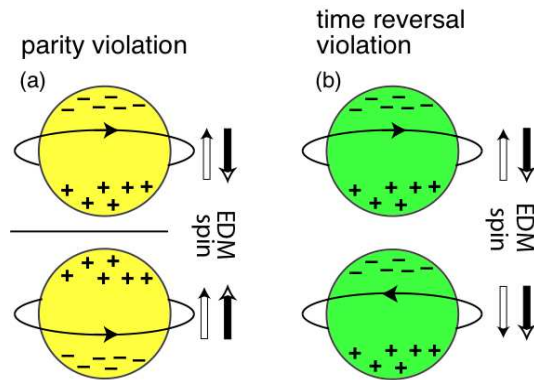 parity violation
time reversal
violation
(a)
(b)
EDM
spin
EDM
spin